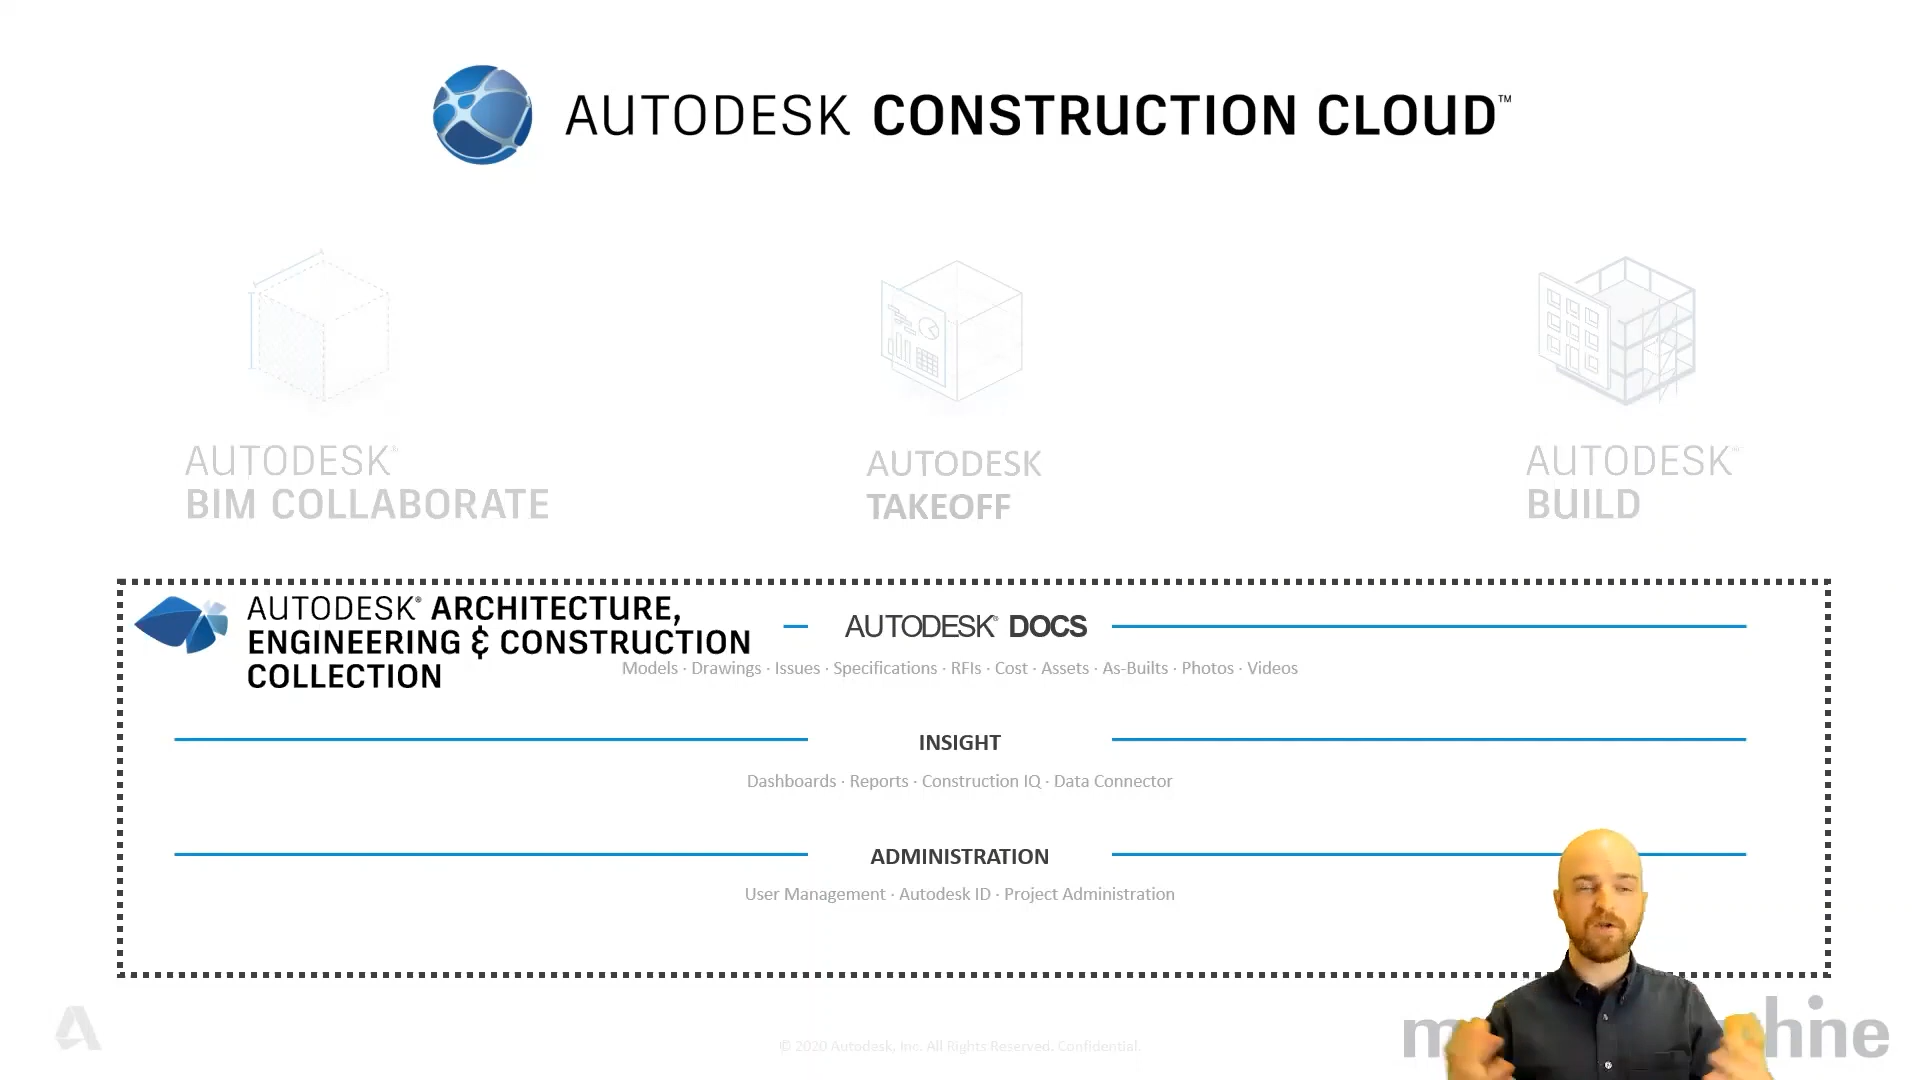 AUTODESK CONSTRUCTION CLOUD™
AUTODESK®
BIM COLLABORATE
AUTODESK
TAKEOFF
AUTODESK™
BUILD
AUTODESK® ARCHITECTURE,
ENGINEERING & CONSTRUCTION
COLLECTION
AUTODESK® DOCS
Models · Drawings · Issues · Specifications · RFIs · Cost · Assets · As-Builts · Photos · Videos
INSIGHT
Dashboards · Reports · Construction IQ · Data Connector
ADMINISTRATION
User Management · Autodesk ID · Project Administration
© 2020 Autodesk, Inc. All Rights Reserved. Confidential.